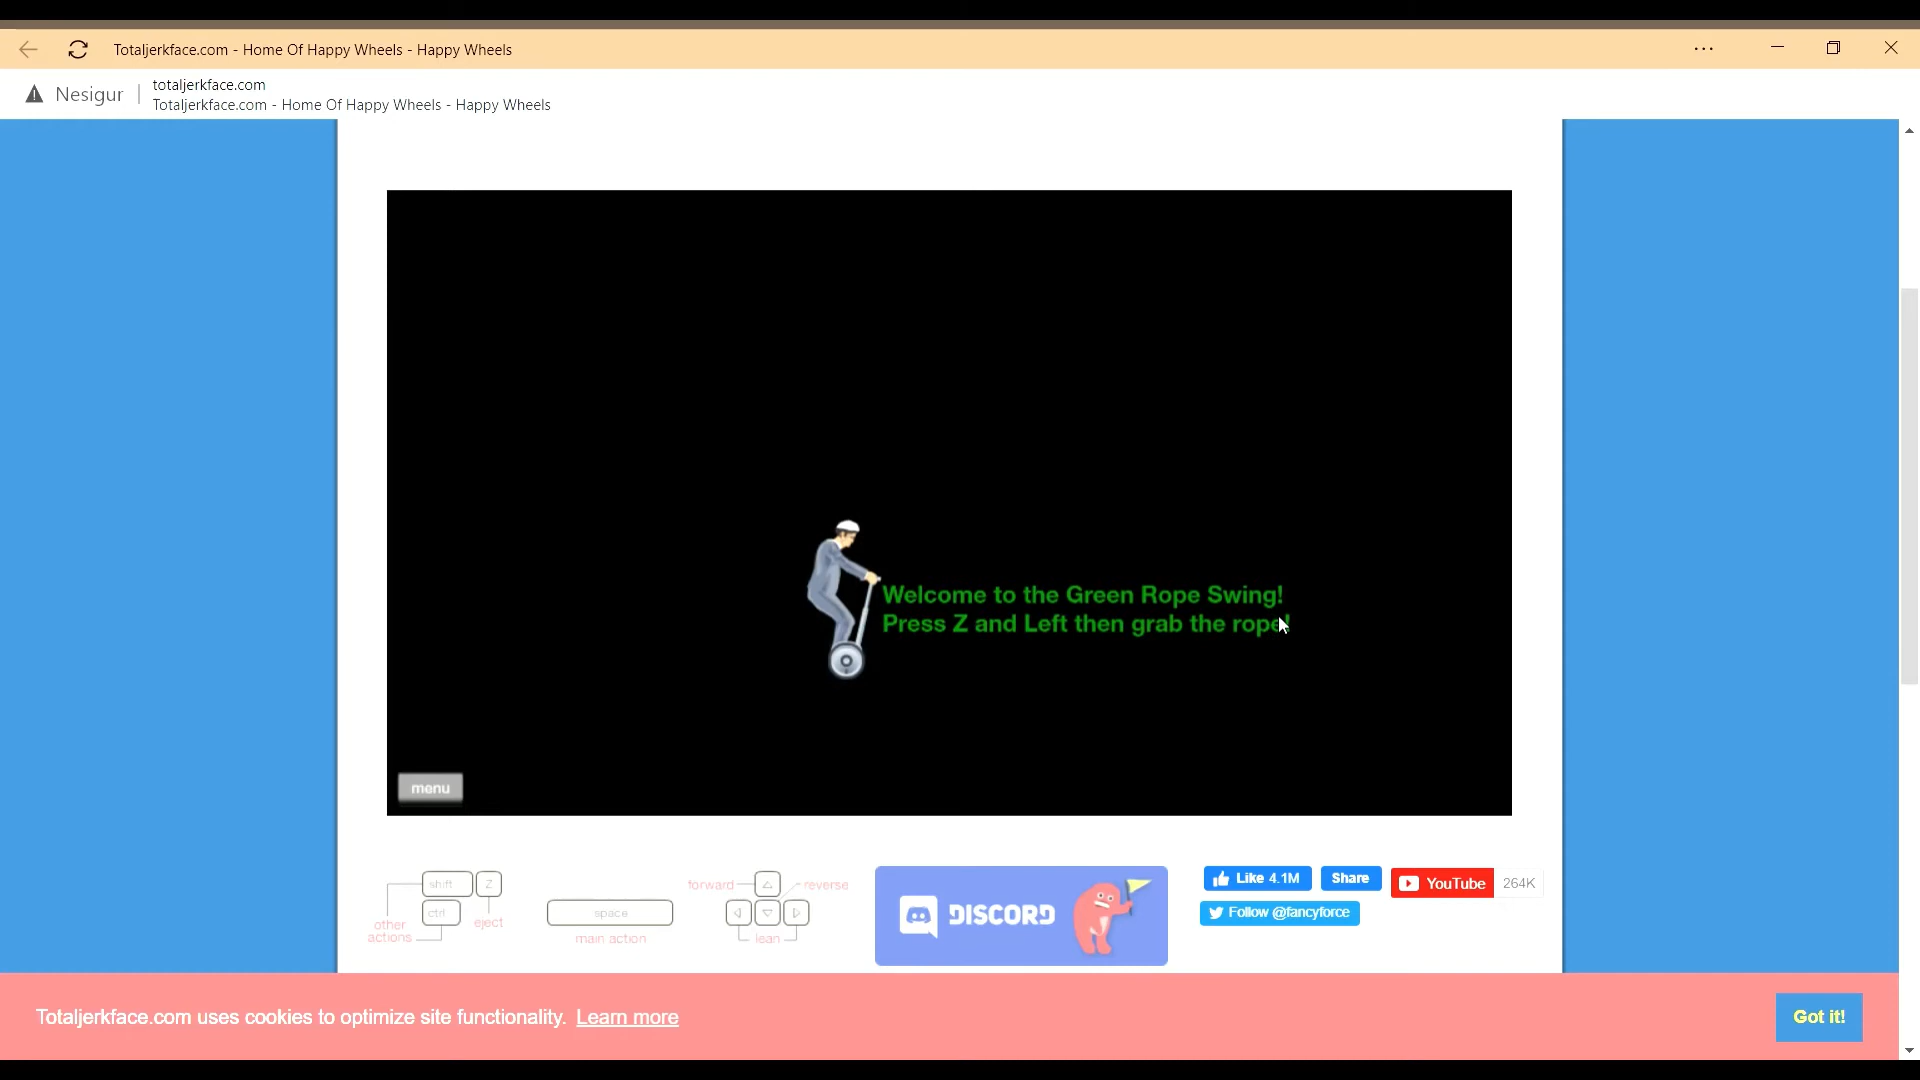 Totaljerkface.com - Home Of Happy Wheels - Happy Wheels
Nesigur
totaljerkface.com
Totaljerkface.com - Home Of Happy Wheels - Happy Wheels
Welcome to the Green Rope Swing!
Press Z and Left then grab the rope!
menu
shift
Z
ctrl
other
actions
eject
space
main action
forward
reverse
lean
DISCORD
Like 4.1M
Share
YouTube
264K
Follow @fancyforce
Totaljerkface.com uses cookies to optimize site functionality. Learn more
Got it!